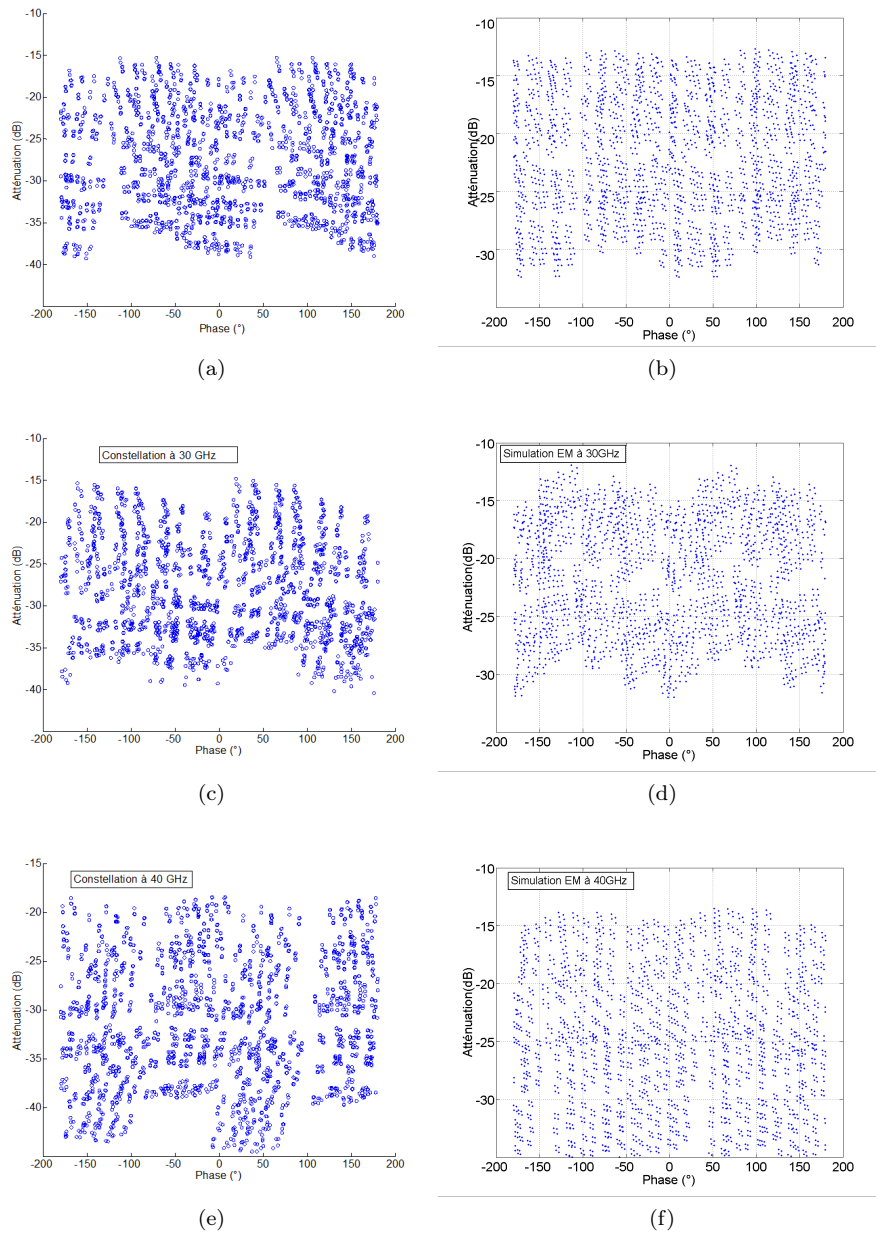 -10
-15
-20
-25
-30
-35
-40
Atténuation (dB)
-200 -150 -100 -50 0 50 100 150 200
Phase (°)
(a)
-10
-15
-20
-25
-30
Atténuation(dB)
-200 -150 -100 -50 0 50 100 150 200
Phase (°)
(b)
-10
Constellation à 30 GHz
-15
-20
-25
-30
-35
-40
Atténuation (dB)
-200 -150 -100 -50 0 50 100 150 200
Phase (°)
(c)
-10
Simulation EM à 30GHz
-15
-20
-25
-30
Atténuation(dB)
-200 -150 -100 -50 0 50 100 150 200
Phase (°)
(d)
-15
Constellation à 40 GHz
-20
-25
-30
-35
-40
Atténuation (dB)
-200 -150 -100 -50 0 50 100 150 200
Phase (°)
(e)
-10
Simulation EM à 40GHz
-15
-20
-25
-30
Atténuation(dB)
-200 -150 -100 -50 0 50 100 150 200
Phase (°)
(f)